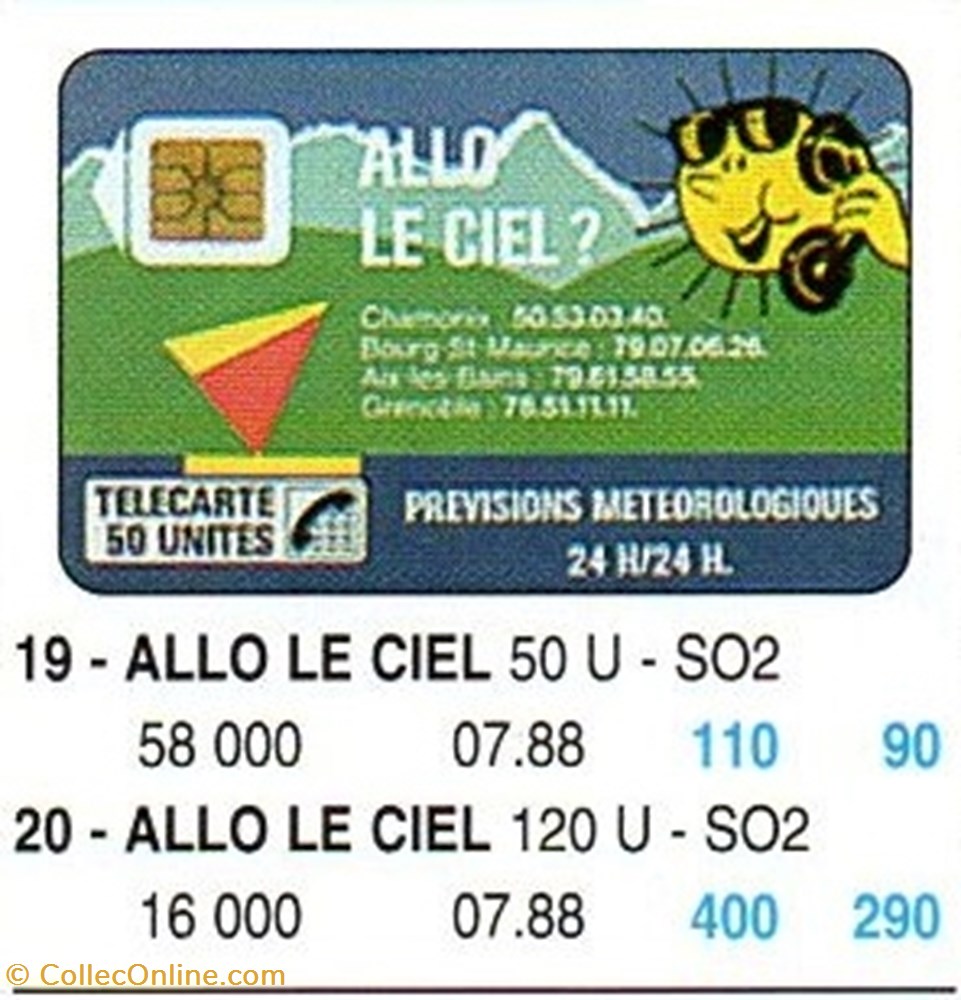 ALLO
LE CIEL ?
Chamonix : 50.53.03.40.
Bourg-St-Maurice : 79.07.06.26.
Aix-les-Bains : 79.61.58.55.
Grenoble : 76.51.11.11.
TELECARTE
50 UNITES
PREVISIONS METEOROLOGIQUES
24 H/24 H.
19 - ALLO LE CIEL 50 U - SO2
58 000 07.88 110 90
20 - ALLO LE CIEL 120 U - SO2
16 000 07.88 400 290
© CollecOnline.com